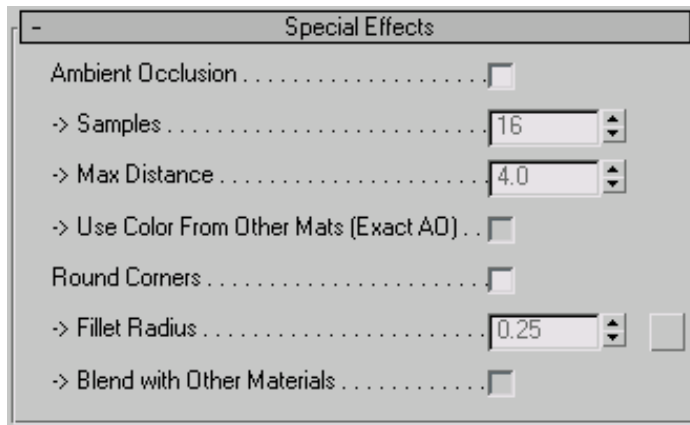 - Special Effects
Ambient Occlusion . . . . . . . . . . . . . . . . . . . . . .
-> Samples . . . . . . . . . . . . . . . . . . . . . . . . . . . . 16
-> Max Distance . . . . . . . . . . . . . . . . . . . . . . . 4.0
-> Use Color From Other Mats (Exact AO) . .
Round Corners . . . . . . . . . . . . . . . . . . . . . . . .
-> Fillet Radius . . . . . . . . . . . . . . . . . . . . . . . . . 0.25
-> Blend with Other Materials . . . . . . . . . . . . .